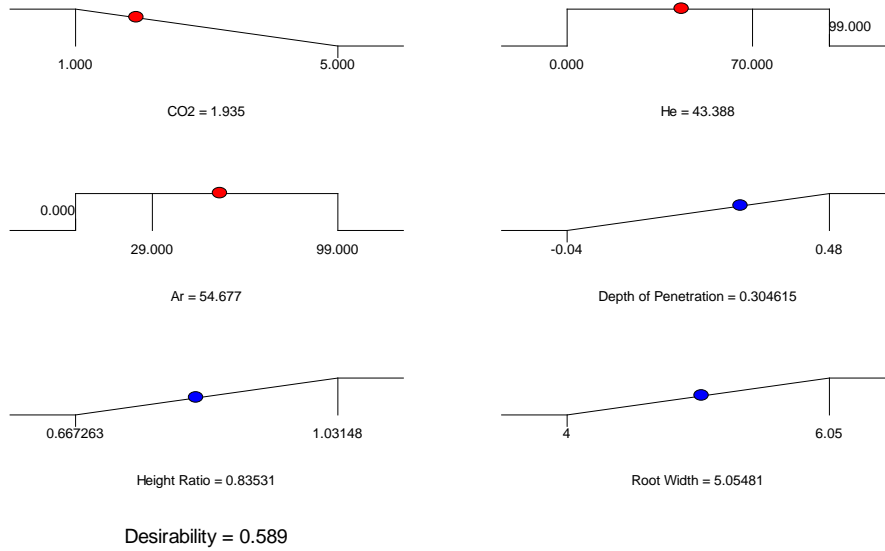 1.000 5.000
CO2 = 1.935
99.000
0.000 70.000
He = 43.388
0.000
29.000 99.000
Ar = 54.677
-0.04 0.48
Depth of Penetration = 0.304615
0.667263 1.03148
Height Ratio = 0.83531
4 6.05
Root Width = 5.05481
Desirability = 0.589